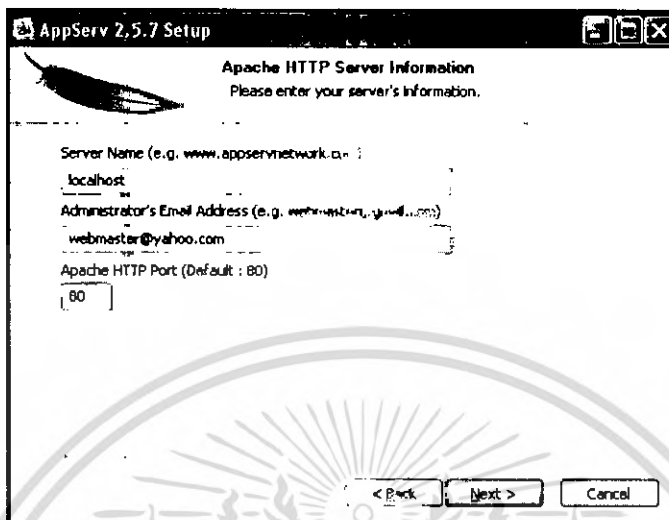 AppServ 2.5.7 Setup
Apache HTTP Server Information
Please enter your server's information.
Server Name (e.g. www.appservnetwork.com)
localhost
Administrator's Email Address (e.g.
webmaster@yahoo.com
Apache HTTP Port (Default : 80)
80
< Back Next > Cancel